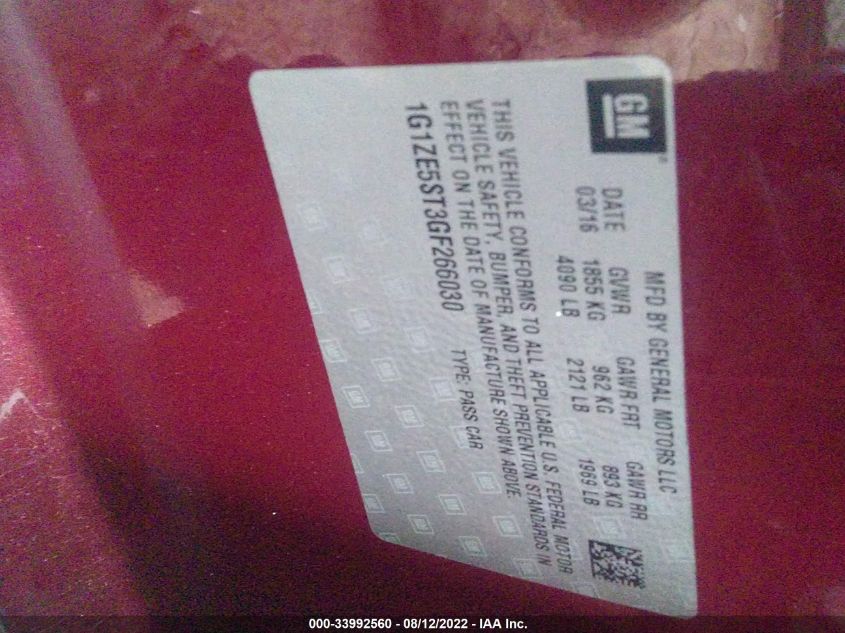 GM®
MFD BY GENERAL MOTORS LLC
DATE GVWR GAWR FRT GAWR RR
03/16 1855 KG 962 KG 893 KG
4090 LB 2121 LB 1969 LB
THIS VEHICLE CONFORMS TO ALL APPLICABLE U.S. FEDERAL MOTOR
VEHICLE SAFETY, BUMPER, AND THEFT PREVENTION STANDARDS IN
EFFECT ON THE DATE OF MANUFACTURE SHOWN ABOVE.
1G1ZE5ST3GF266030 TYPE: PASS CAR
000-33992560 - 08/12/2022 - IAA Inc.